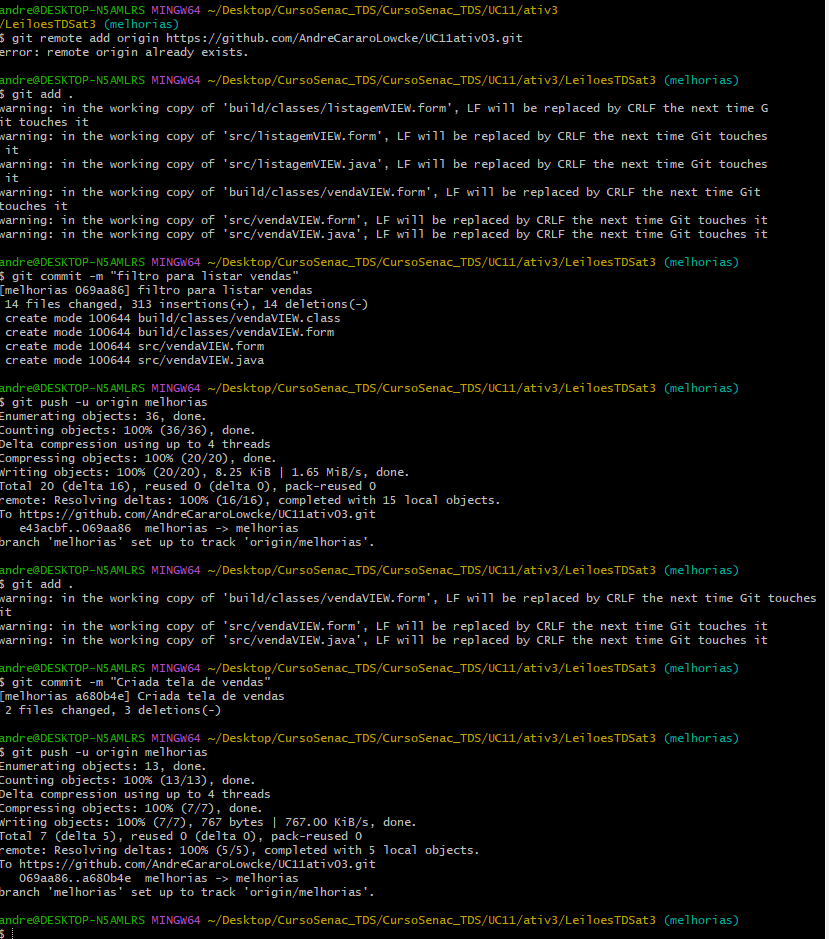 andre@DESKTOP-N5AMLRS MINGW64 ~/Desktop/CursoSenac_TDS/CursoSenac_TDS/UC11/ativ3
/LeiloesTDSat3 (melhorias)
$ git remote add origin https://github.com/AndreCararoLowcke/UC11ativ03.git
error: remote origin already exists.
andre@DESKTOP-N5AMLRS MINGW64 ~/Desktop/CursoSenac_TDS/CursoSenac_TDS/UC11/ativ3/LeiloesTDSat3 (melhorias)
$ git add .
warning: in the working copy of 'build/classes/listagemVIEW.form', LF will be replaced by CRLF the next time G
it touches it
warning: in the working copy of 'src/listagemVIEW.form', LF will be replaced by CRLF the next time Git touches
it
warning: in the working copy of 'src/listagemVIEW.java', LF will be replaced by CRLF the next time Git touches
it
warning: in the working copy of 'build/classes/vendaVIEW.form', LF will be replaced by CRLF the next time Git
touches it
warning: in the working copy of 'src/vendaVIEW.form', LF will be replaced by CRLF the next time Git touches it
warning: in the working copy of 'src/vendaVIEW.java', LF will be replaced by CRLF the next time Git touches it
andre@DESKTOP-N5AMLRS MINGW64 ~/Desktop/CursoSenac_TDS/CursoSenac_TDS/UC11/ativ3/LeiloesTDSat3 (melhorias)
$ git commit -m "filtro para listar vendas"
[melhorias 069aa86] filtro para listar vendas
14 files changed, 313 insertions(+), 14 deletions(-)
create mode 100644 build/classes/vendaVIEW.class
create mode 100644 build/classes/vendaVIEW.form
create mode 100644 src/vendaVIEW.form
create mode 100644 src/vendaVIEW.java
andre@DESKTOP-N5AMLRS MINGW64 ~/Desktop/CursoSenac_TDS/CursoSenac_TDS/UC11/ativ3/LeiloesTDSat3 (melhorias)
$ git push -u origin melhorias
Enumerating objects: 36, done.
Counting objects: 100% (36/36), done.
Delta compression using up to 4 threads
Compressing objects: 100% (20/20), done.
Writing objects: 100% (20/20), 8.25 KiB | 1.65 MiB/s, done.
Total 20 (delta 16), reused 0 (delta 0), pack-reused 0
remote: Resolving deltas: 100% (16/16), completed with 15 local objects.
To https://github.com/AndreCararoLowcke/UC11ativ03.git
e43acbf..069aa86  melhorias -> melhorias
branch 'melhorias' set up to track 'origin/melhorias'.
andre@DESKTOP-N5AMLRS MINGW64 ~/Desktop/CursoSenac_TDS/CursoSenac_TDS/UC11/ativ3/LeiloesTDSat3 (melhorias)
$ git add .
warning: in the working copy of 'build/classes/vendaVIEW.form', LF will be replaced by CRLF the next time Git touches
it
warning: in the working copy of 'src/vendaVIEW.form', LF will be replaced by CRLF the next time Git touches it
warning: in the working copy of 'src/vendaVIEW.java', LF will be replaced by CRLF the next time Git touches it
andre@DESKTOP-N5AMLRS MINGW64 ~/Desktop/CursoSenac_TDS/CursoSenac_TDS/UC11/ativ3/LeiloesTDSat3 (melhorias)
$ git commit -m "Criada tela de vendas"
[melhorias a680b4e] Criada tela de vendas
2 files changed, 3 deletions(-)
andre@DESKTOP-N5AMLRS MINGW64 ~/Desktop/CursoSenac_TDS/CursoSenac_TDS/UC11/ativ3/LeiloesTDSat3 (melhorias)
$ git push -u origin melhorias
Enumerating objects: 13, done.
Counting objects: 100% (13/13), done.
Delta compression using up to 4 threads
Compressing objects: 100% (7/7), done.
Writing objects: 100% (7/7), 767 bytes | 767.00 KiB/s, done.
Total 7 (delta 5), reused 0 (delta 0), pack-reused 0
remote: Resolving deltas: 100% (5/5), completed with 5 local objects.
To https://github.com/AndreCararoLowcke/UC11ativ03.git
069aa86..a680b4e  melhorias -> melhorias
branch 'melhorias' set up to track 'origin/melhorias'.
andre@DESKTOP-N5AMLRS MINGW64 ~/Desktop/CursoSenac_TDS/CursoSenac_TDS/UC11/ativ3/LeiloesTDSat3 (melhorias)
$